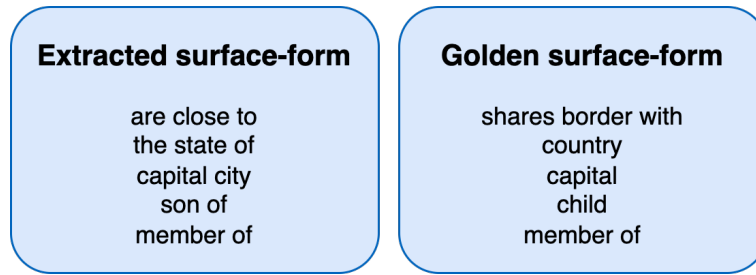 Extracted surface-form
are close to
the state of
capital city
son of
member of
Golden surface-form
shares border with
country
capital
child
member of